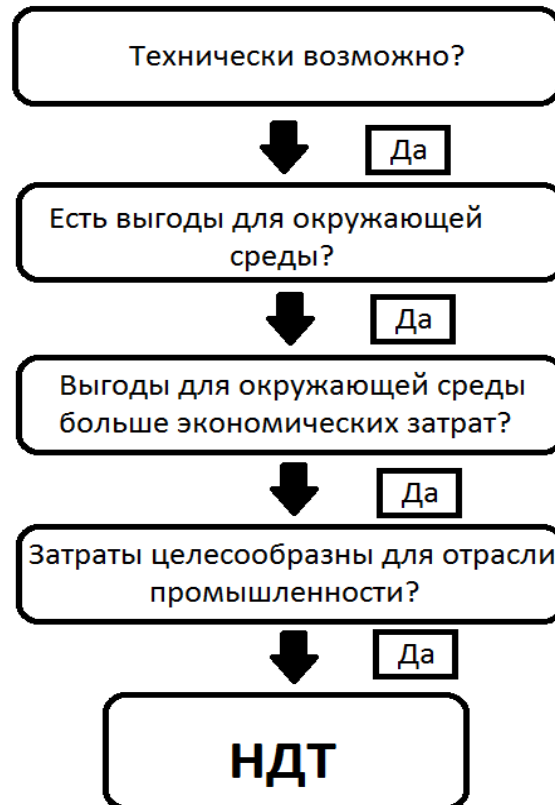 Технически возможно?
Да
Есть выгоды для окружающей
среды?
Да
Выгоды для окружающей среды
больше экономических затрат?
Да
Затраты целесообразны для отрасли
промышленности?
Да
НДТ